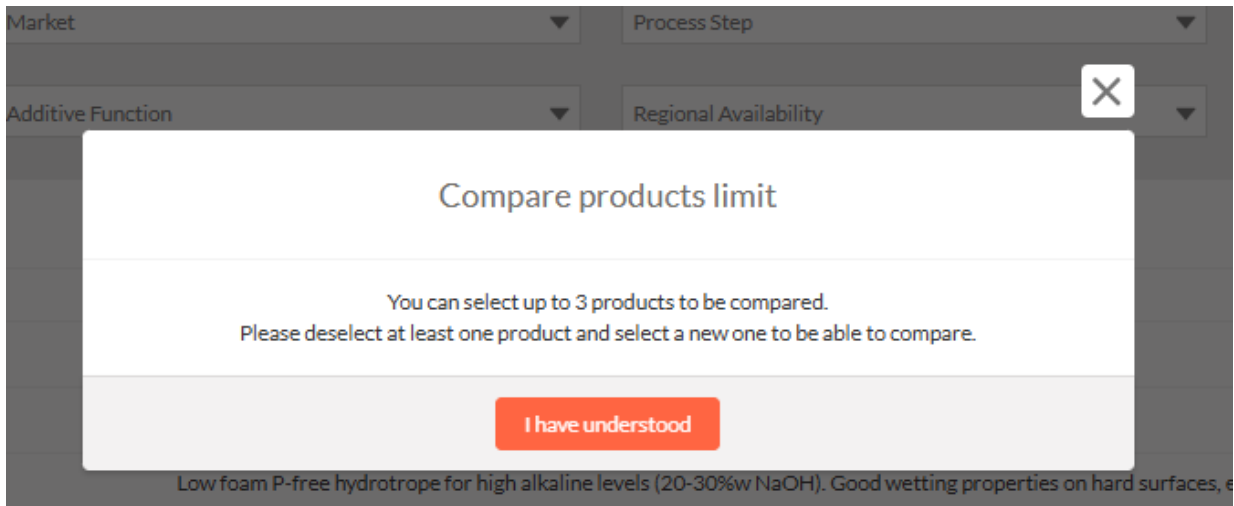 Market
Process Step
Additive Function
Regional Availability
Compare products limit
You can select up to 3 products to be compared.
Please deselect at least one product and select a new one to be able to compare.
I have understood
Low foam P-free hydrotrope for high alkaline levels (20-30%w NaOH). Good wetting properties on hard surfaces,